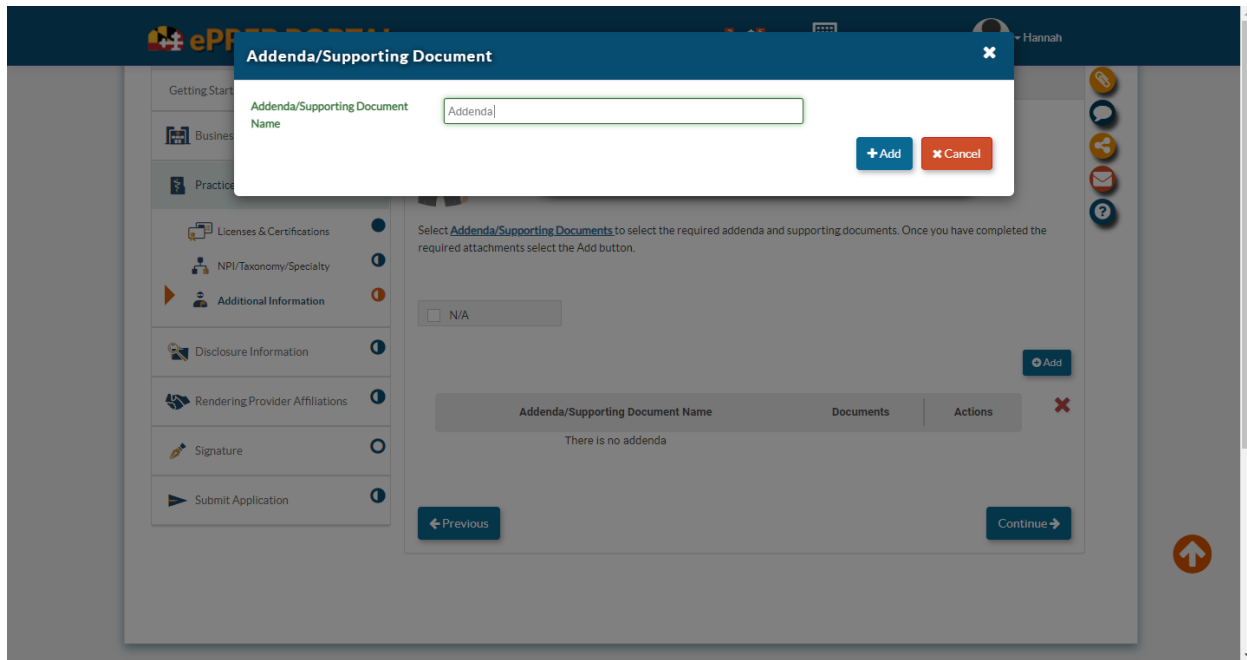 ePREP PORTAL
Hannah
Addenda/Supporting Document
Addenda/Supporting Document
Name
Addenda
Add
Cancel
Getting Start
Busines
Practice
Licenses & Certifications
NPI/Taxonomy/Specialty
Additional Information
Disclosure Information
Rendering Provider Affiliations
Signature
Submit Application
Select Addenda/Supporting Documents to select the required addenda and supporting documents. Once you have completed the
required attachments select the Add button.
N/A
Add
Addenda/Supporting Document Name Documents Actions
There is no addenda
Previous
Continue